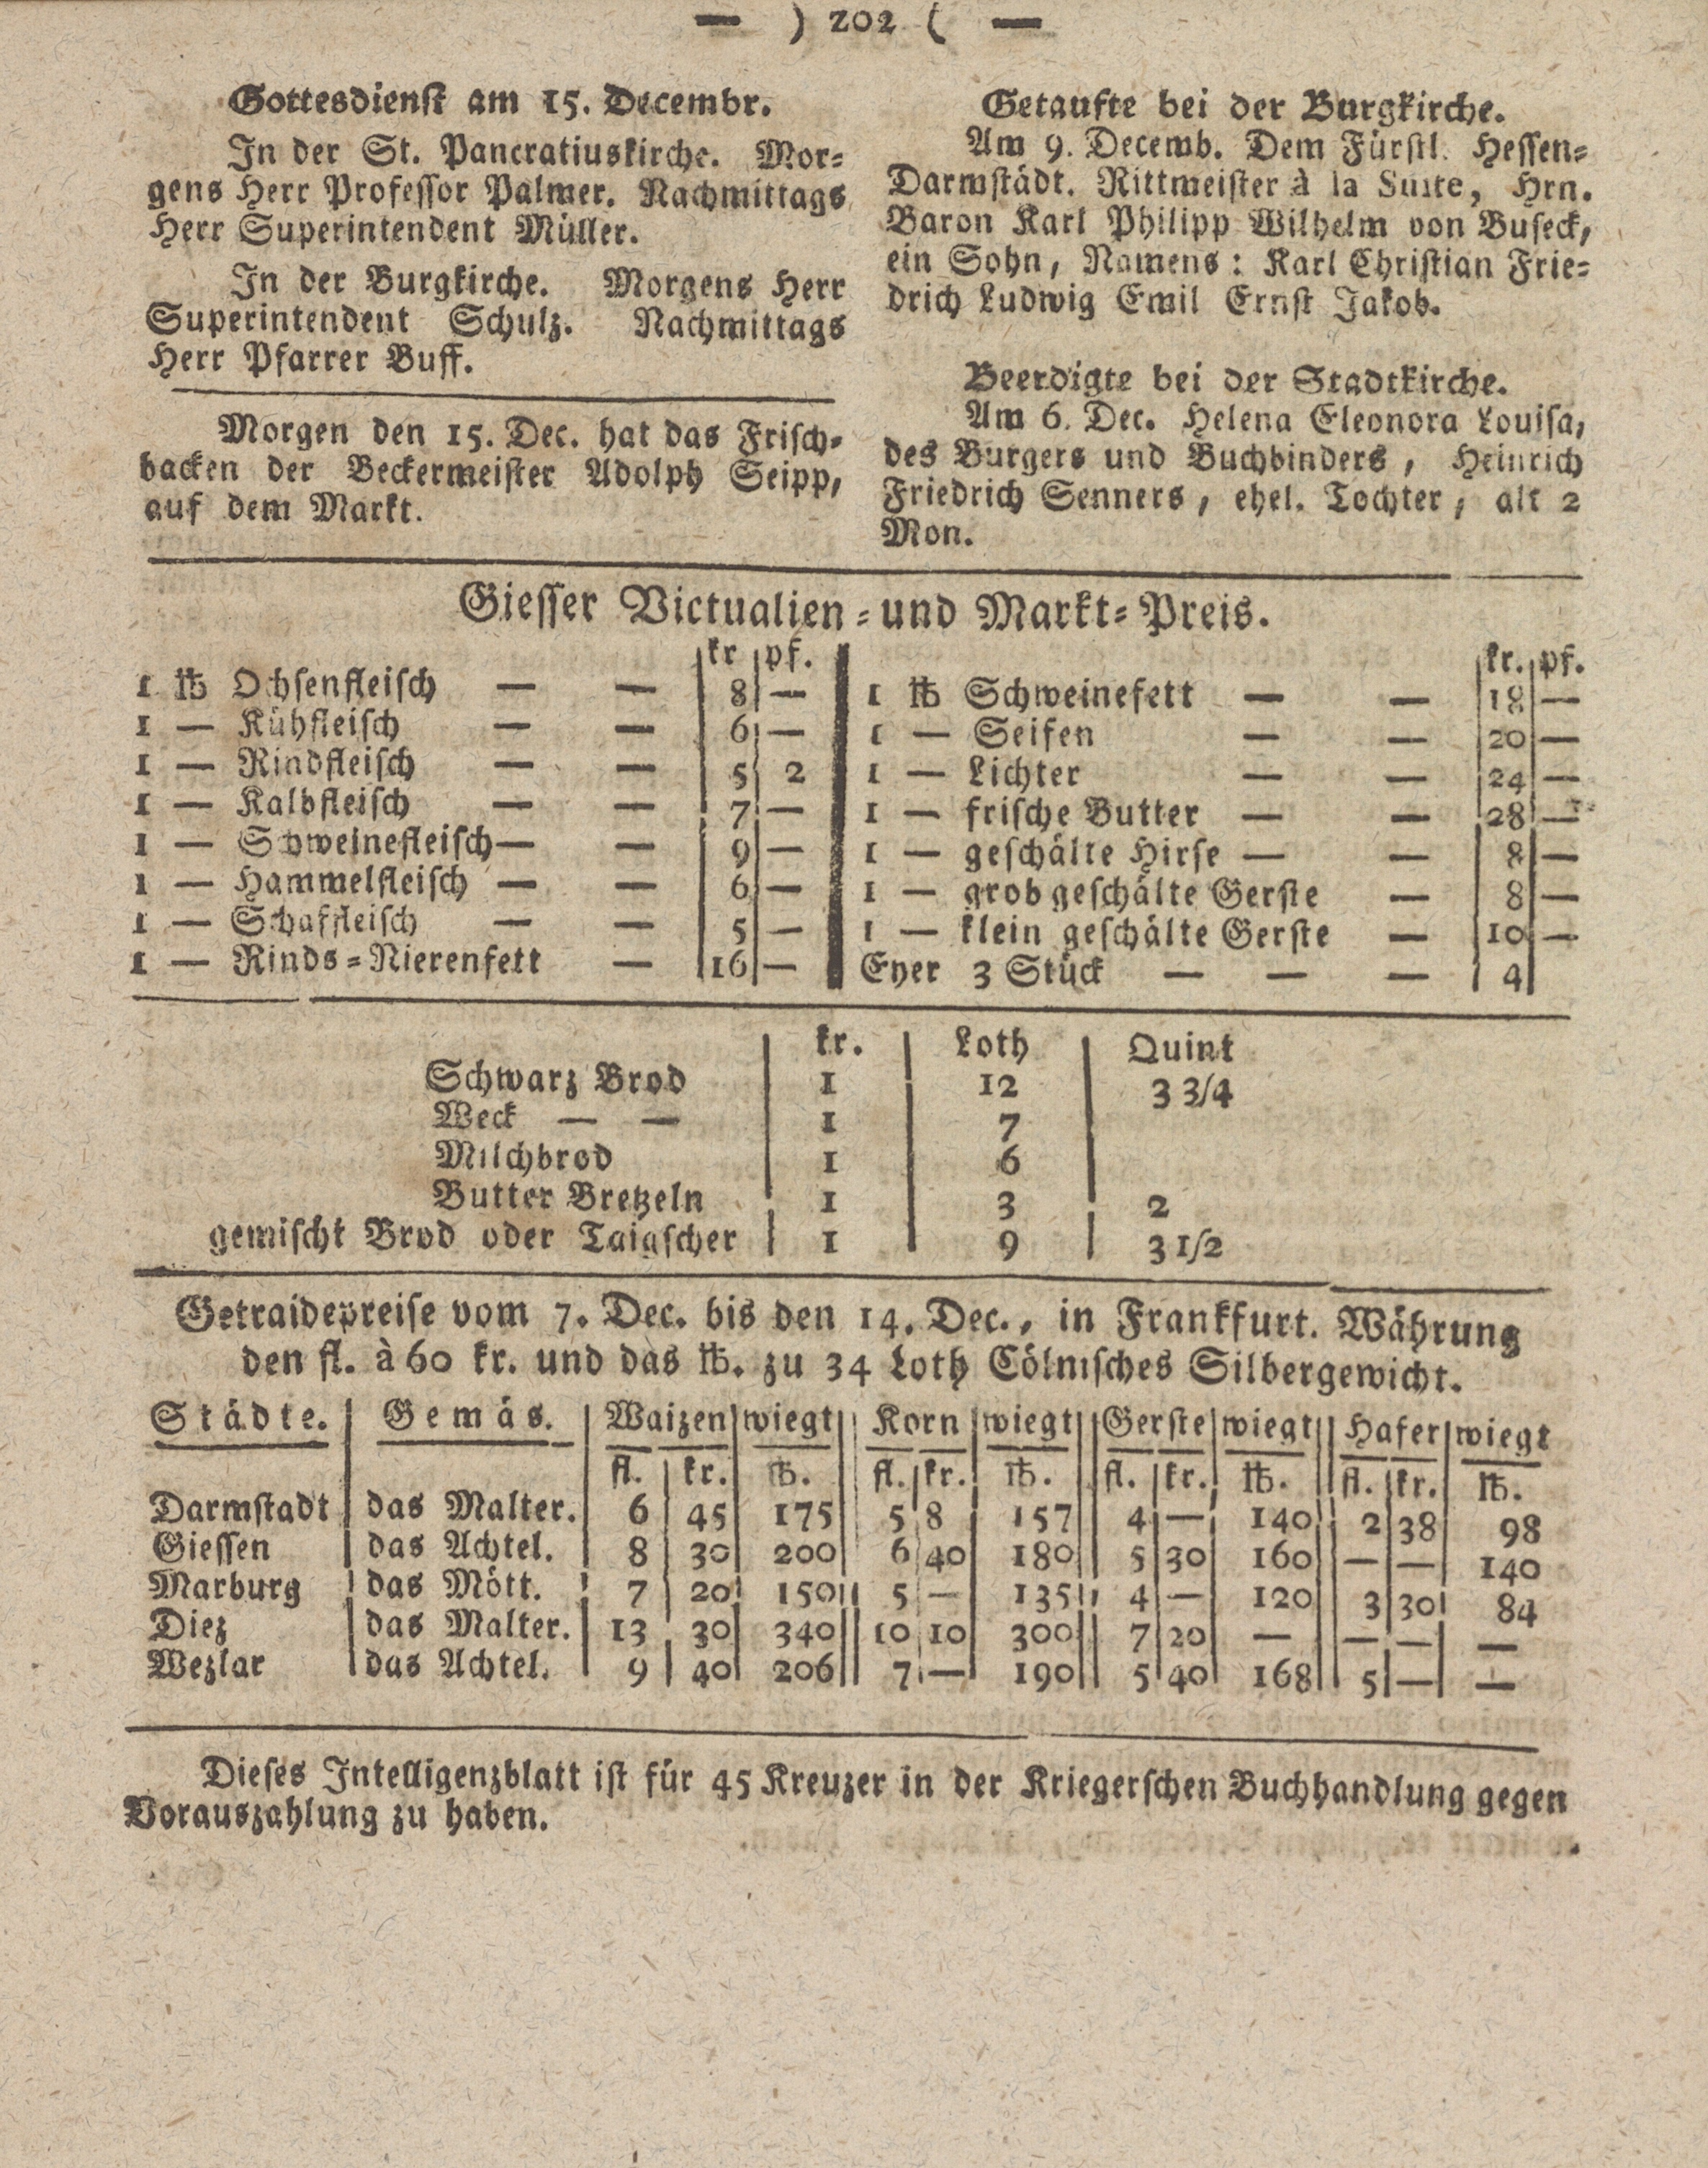 — ) 202 ( —
Gottesdienst am 15. Decembr.
In der St. Pancratiuskirche. Mor-
gens Herr Professor Palmer. Nachmittags
Herr Superintendent Müller.
In der Burgkirche. Morgens Herr
Superintendent Schulz. Nachmittags
Herr Pfarrer Buff.
Morgen den 15. Dec. hat das Frisch-
backen der Beckermeister Adolph Seipp,
auf dem Markt.
Getaufte bei der Burgkirche.
Am 9. Decemb. Dem Fürstl. Hessen-
Darmstädt. Rittmeister à la Suite, Hrn.
Baron Karl Philipp Wilhelm von Buseck,
ein Sohn, Namens: Karl Christian Frie-
drich Ludwig Emil Ernst Jakob.
Beerdigte bei der Stadtkirche.
Am 6. Dec. Helena Eleonora Louisa,
des Burgers und Buchbinders, Heinrich
Friedrich Senners, ehel. Tochter, alt 2
Mon.
Giesser Victualien- und Markt-Preis.
kr pf.
1 ℔ Ochsenfleisch — — 8 —
1 — Kühfleisch — — 6 —
1 — Rindfleisch — — 5 2
1 — Kalbfleisch — — 7 —
1 — Schweinefleisch — — 9 —
1 — Hammelfleisch — — 6 —
1 — Schaffleisch — — 5 —
1 — Rinds-Nierenfett — 16 —
kr. pf.
1 ℔ Schweinefett — — 18 —
1 — Seifen — — 20 —
1 — Lichter — — 24 —
1 — frische Butter — — 28 —
1 — geschälte Hirse — — 8 —
1 — grob geschälte Gerste — 8 —
1 — klein geschälte Gerste — 10 —
Eyer 3 Stück — — — 4
kr. Loth Quint
Schwarz Brod 1 12 3 3/4
Weck — — 1 7
Milchbrod 1 6
Butter Bretzeln 1 3 2
gemischt Brod oder Taigscher 1 9 3 1/2
Getraidepreise vom 7. Dec. bis den 14. Dec., in Frankfurt. Währung
den fl. à 60 kr. und das ℔. zu 34 Loth Cölnisches Silbergewicht.
Städte. Gemäs. Waizen wiegt Korn wiegt Gerste wiegt Hafer wiegt
fl. kr. ℔. fl. kr. ℔. fl. kr. ℔. fl. kr. ℔.
Darmstadt das Malter. 6 45 175 5 8 157 4 — 140 2 38 98
Giessen das Achtel. 8 30 200 6 40 180 5 30 160 — — 140
Marburg das Mött. 7 20 150 5 — 135 4 — 120 3 30 84
Diez das Malter. 13 30 340 10 10 300 7 20 — — — —
Wezlar das Achtel. 9 40 206 7 — 190 5 40 168 5 — —
Dieses Intelligenzblatt ist für 45 Kreuzer in der Kriegerschen Buchhandlung gegen
Vorauszahlung zu haben.